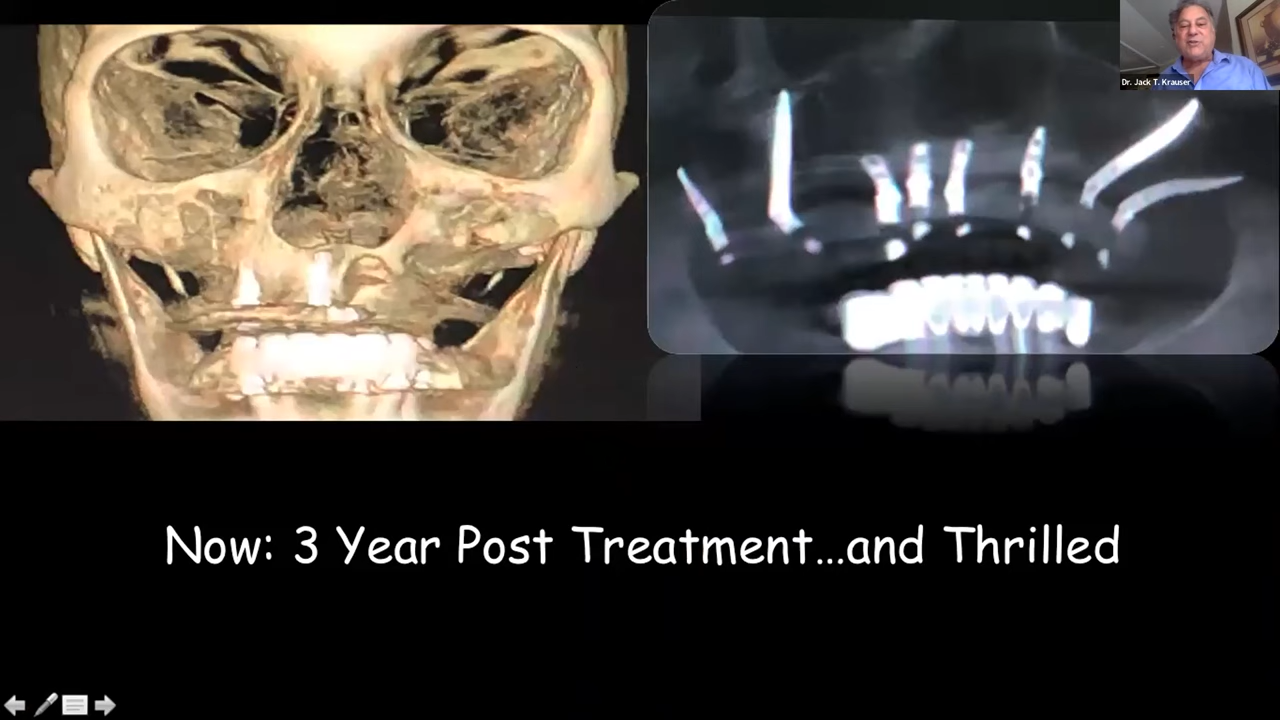 Dr. Jack T. Krauser
Now: 3 Year Post Treatment...and Thrilled